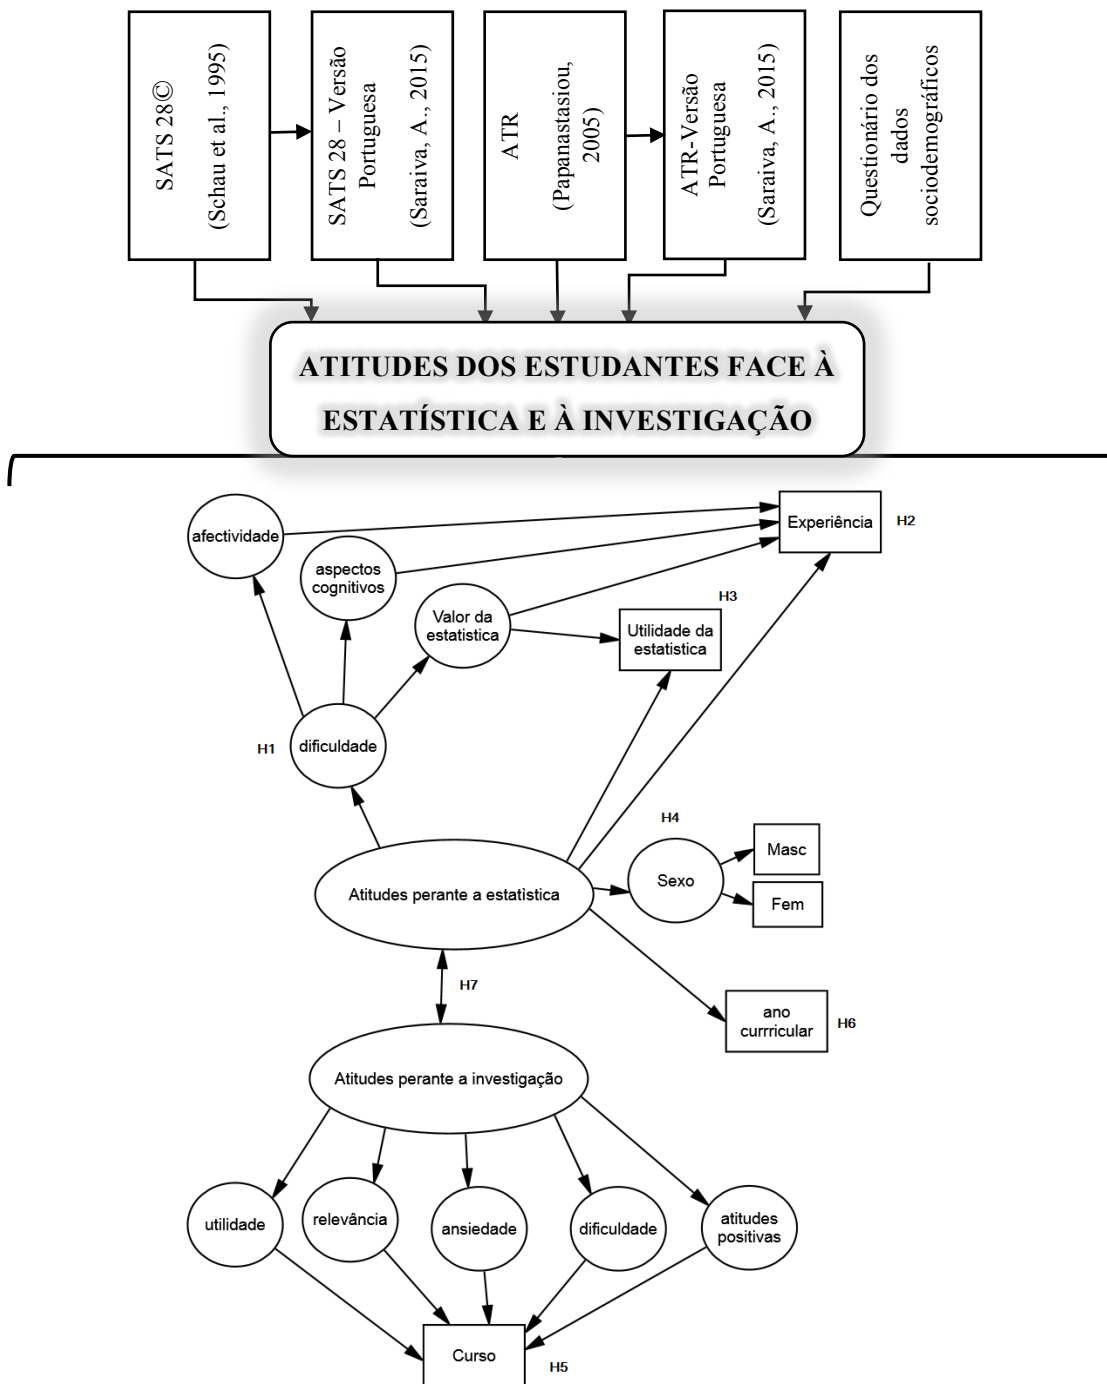 SATS 28©
(Schau et al., 1995)
SATS 28 – Versão
Portuguesa
(Saraiva, A., 2015)
ATR
(Papanastasiou,
2005)
ATR-Versão
Portuguesa
(Saraiva, A., 2015)
Questionário dos
dados
sociodemográficos
ATITUDES DOS ESTUDANTES FACE À
ESTATÍSTICA E À INVESTIGAÇÃO
afectividade
Experiência
H2
aspectos
cognitivos
H3
Valor da
estatistica
Utilidade da
estatistica
H1
dificuldade
H4
Masc
Sexo
Fem
Atitudes perante a estatìstica
H7
ano
currricular
H6
Atitudes perante a investigação
utilidade
relevância
ansiedade
dificuldade
atitudes
positivas
Curso
H5